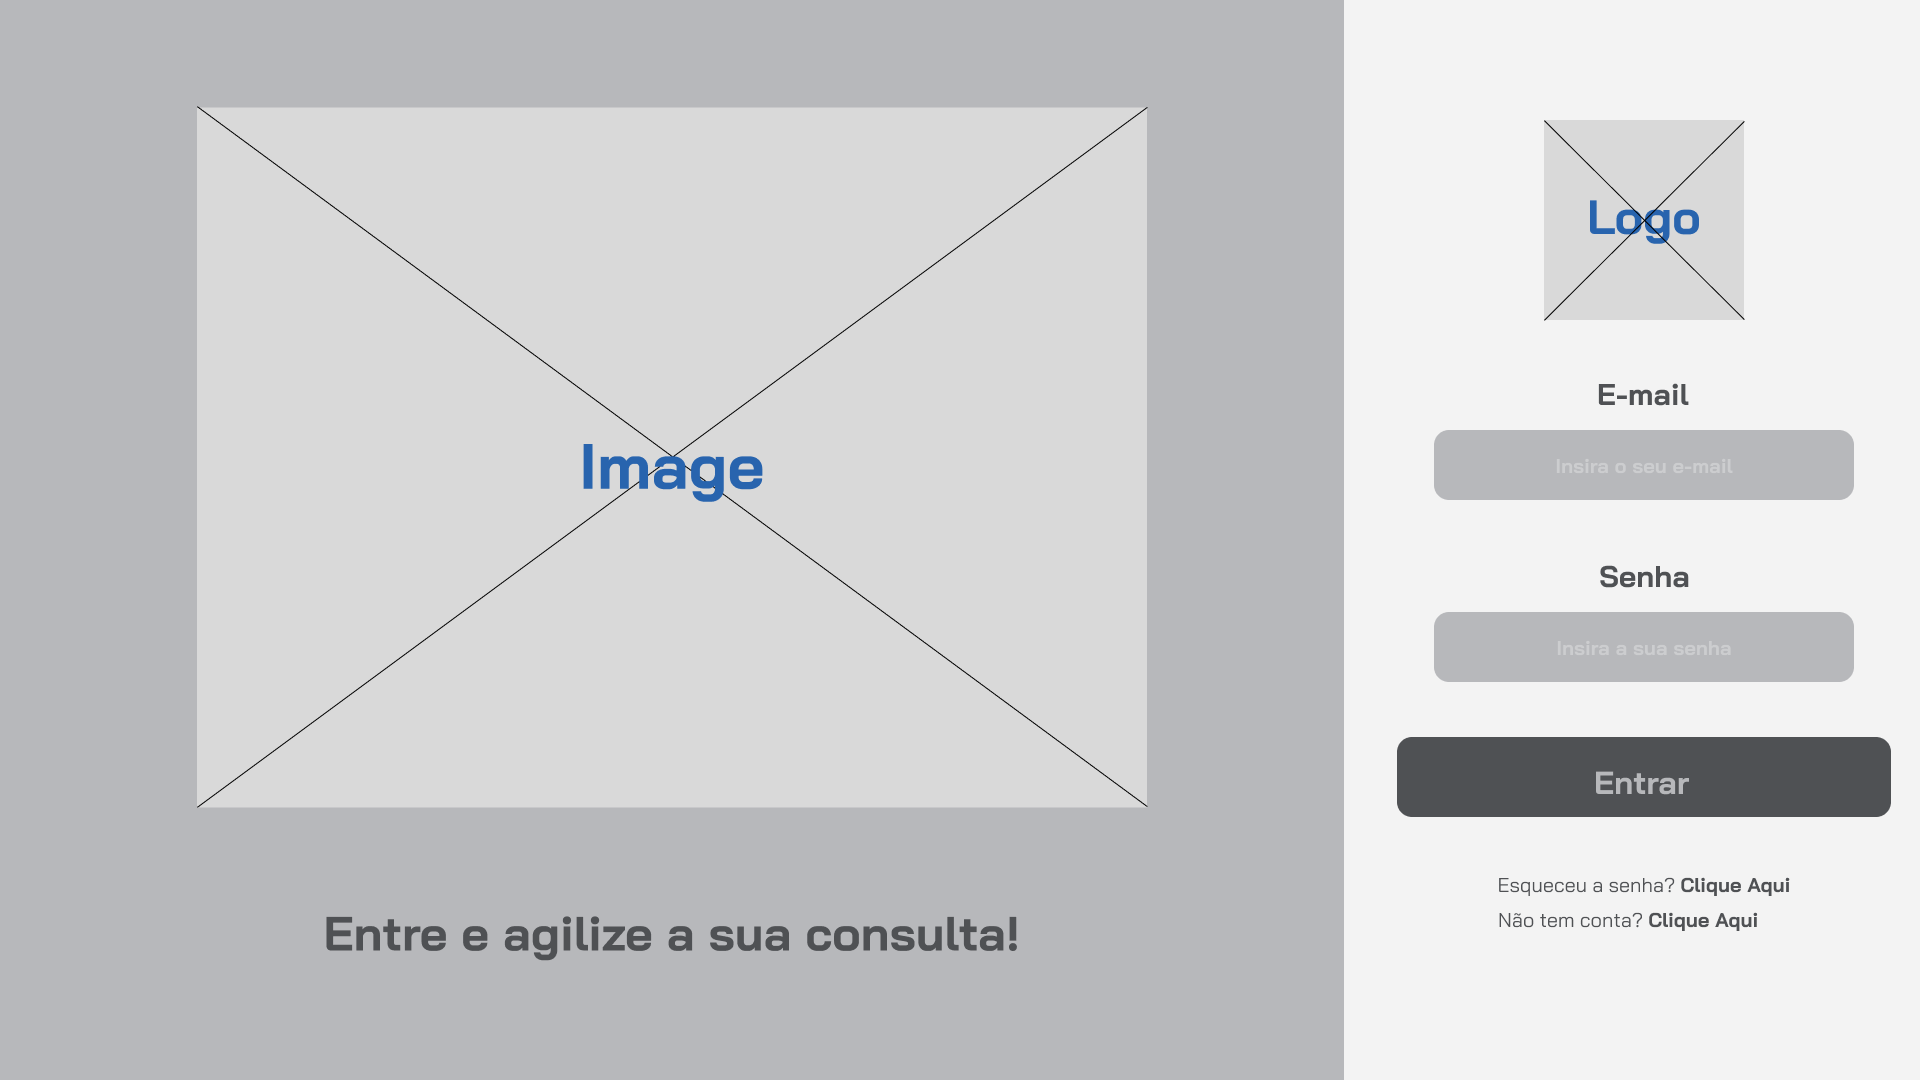 Image
Entre e agilize a sua consulta!
Logo
E-mail
Insira o seu e-mail
Senha
Insira a sua senha
Entrar
Esqueceu a senha? Clique Aqui
Não tem conta? Clique Aqui